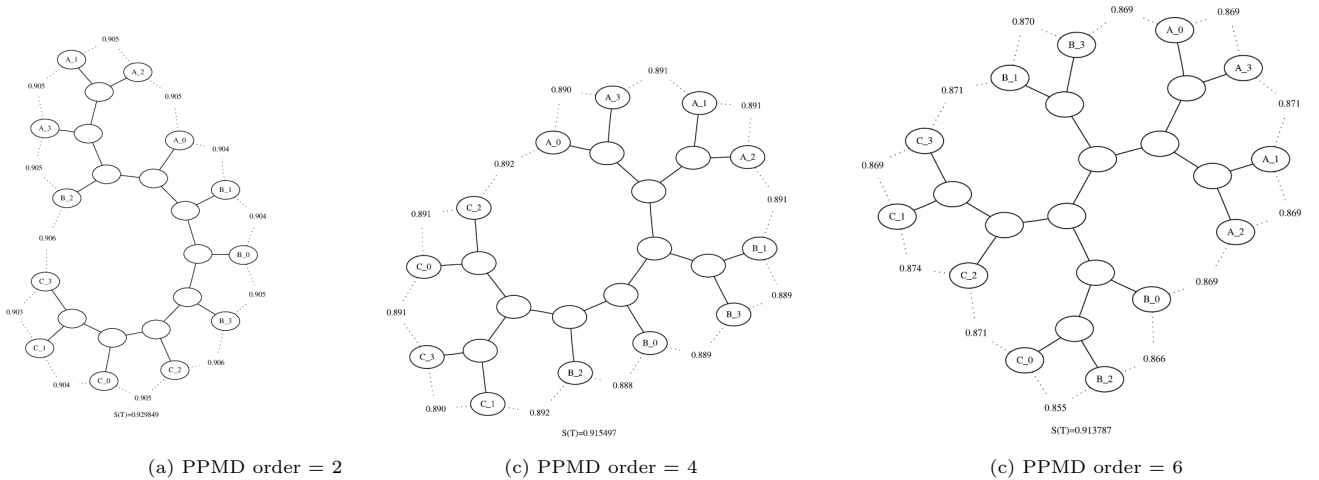 0.905
A_1
A_2
0.905
0.905
A_3
A_0
0.904
0.905
B_2
B_1
0.904
0.906
B_0
C_3
0.905
0.903
B_3
C_1
0.906
C_2
0.904
C_0
0.905
S(T)=0.929849
(a) PPMD order = 2
0.891
0.890
A_3
A_1
0.891
A_0
A_2
0.892
0.891
C_2
0.891
B_1
C_0
0.889
0.891
B_3
B_0
0.889
C_3
B_2
0.888
0.890
C_1
0.892
S(T)=0.915497
(c) PPMD order = 4
0.869
0.869
0.870
A_0
B_3
A_3
B_1
0.871
0.871
C_3
A_1
0.869
C_1
0.869
A_2
0.874
C_2
0.869
B_0
0.871
0.866
C_0
B_2
0.855
S(T)=0.913787
(c) PPMD order = 6